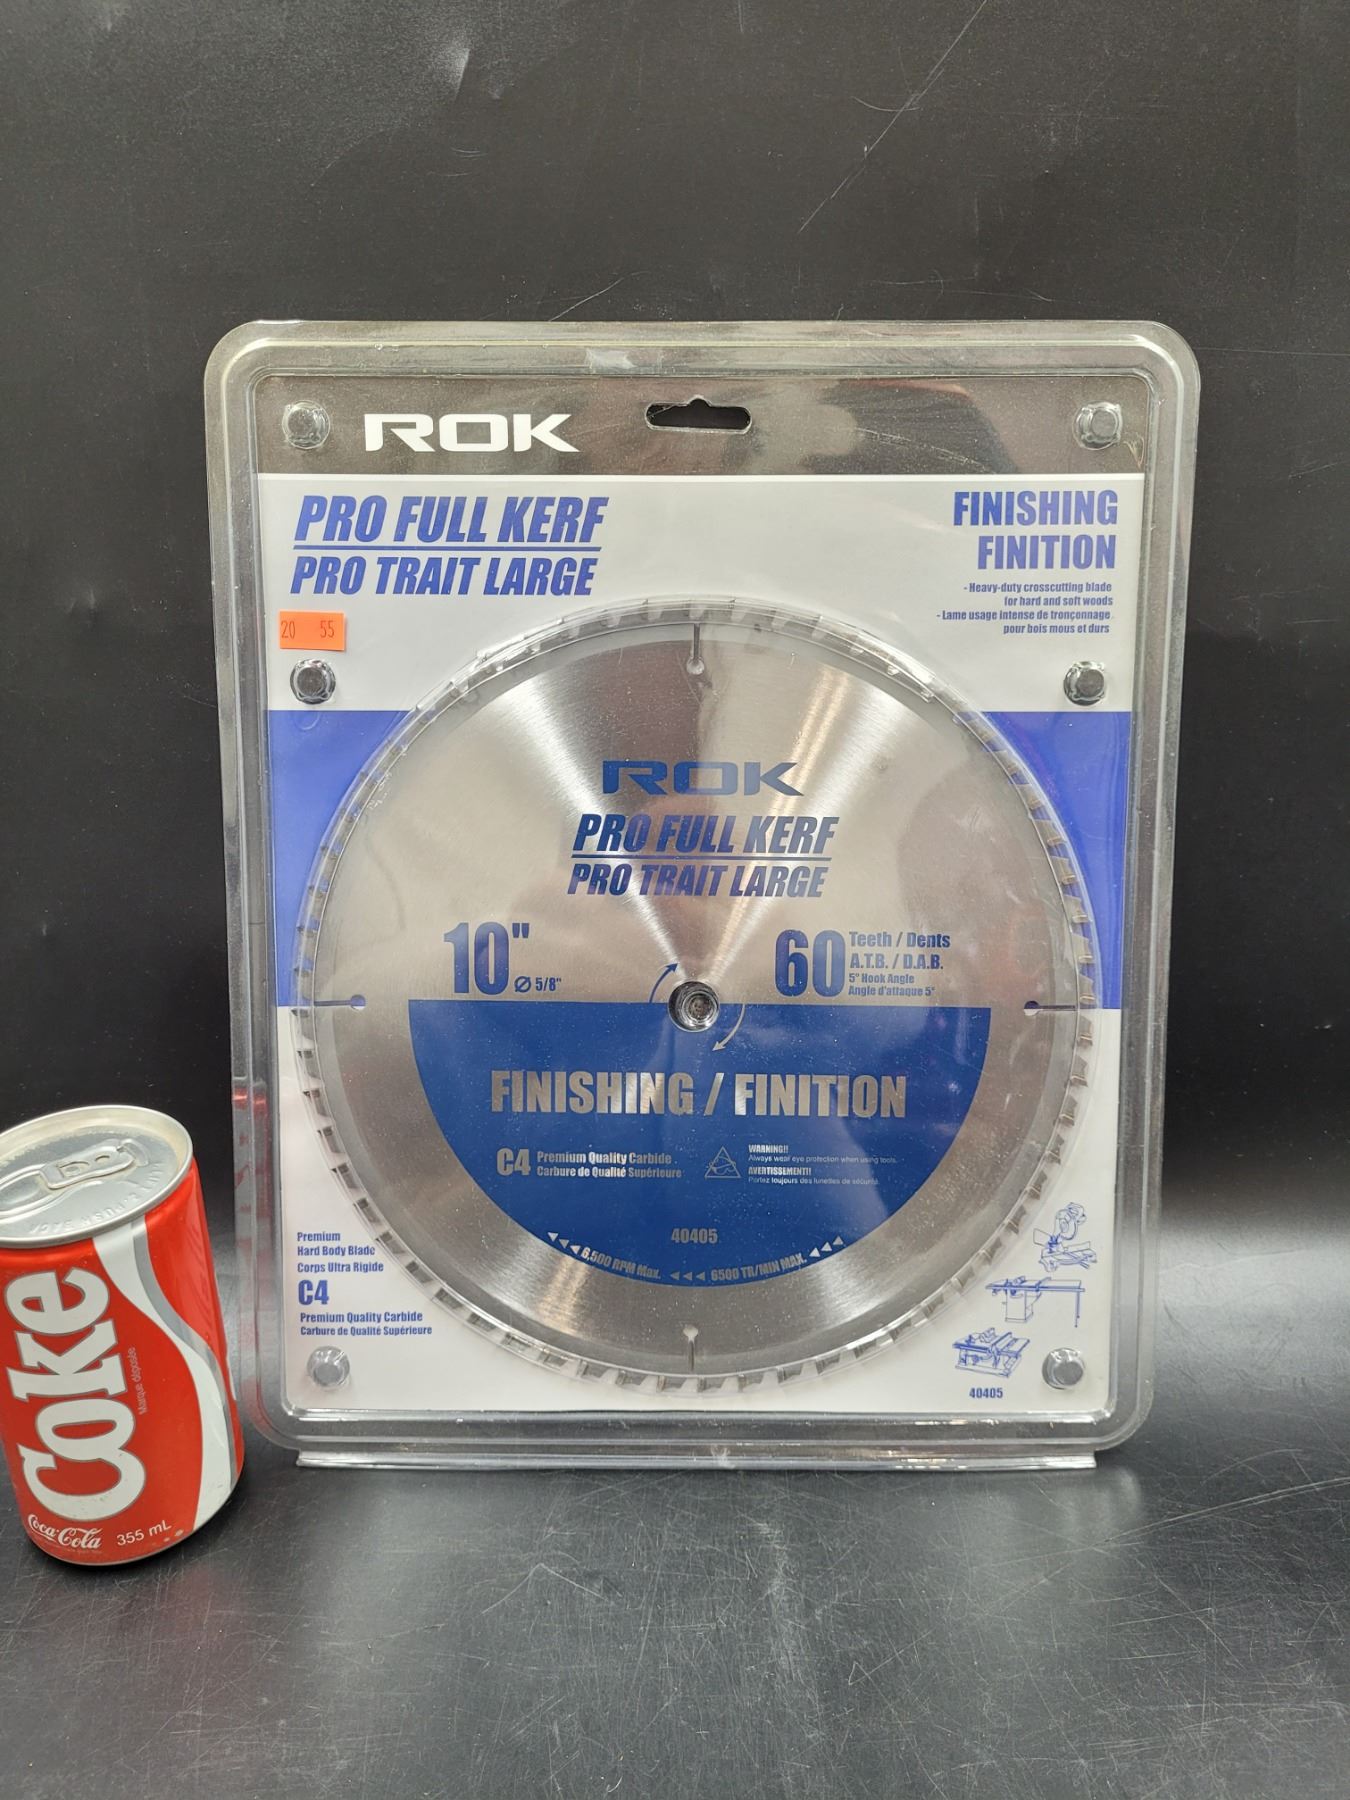 ROK
PRO FULL KERF
PRO TRAIT LARGE
FINISHING
FINITION
- Heavy-duty crosscutting blade
for hard and soft woods
- Lame usage intense de tronçonnage
pour bois mous et durs
20 55
ROK
PRO FULL KERF
PRO TRAIT LARGE
10" Ø 5/8"
60 Teeth / Dents
A.T.B. / D.A.B.
5° Hook Angle
Angle d'attaque 5°
FINISHING / FINITION
C4 Premium Quality Carbide
Carbure de Qualité Supérieure
WARNING!!
Always wear eye protection when using tools.
AVERTISSEMENT!
Portez toujours des lunettes de sécurité.
40405
6,500 RPM Max. 6500 TR/MIN MAX.
Premium
Hard Body Blade
Corps Ultra Rigide
C4
Premium Quality Carbide
Carbure de Qualité Supérieure
40405
Coke
Marque déposée
Coca-Cola 355 mL